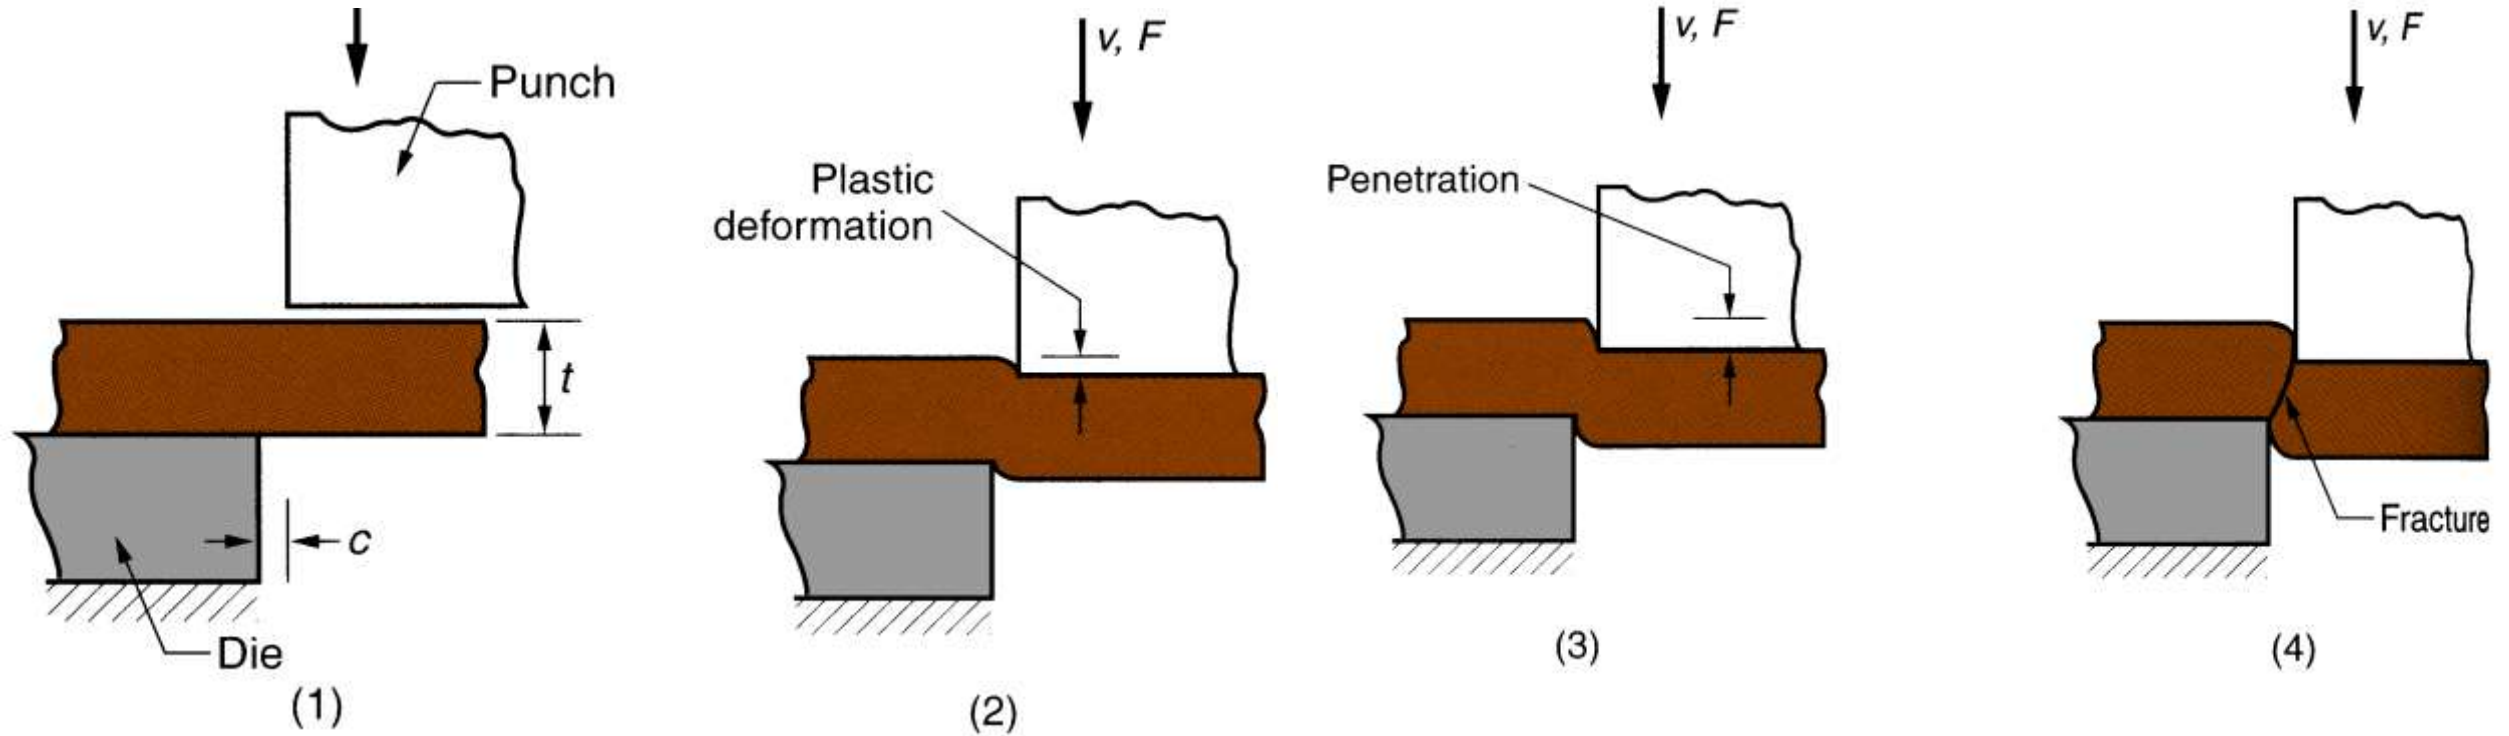 Punch
t
c
Die
(1)
v, F
Plastic
deformation
(2)
v, F
Penetration
(3)
v, F
Fracture
(4)